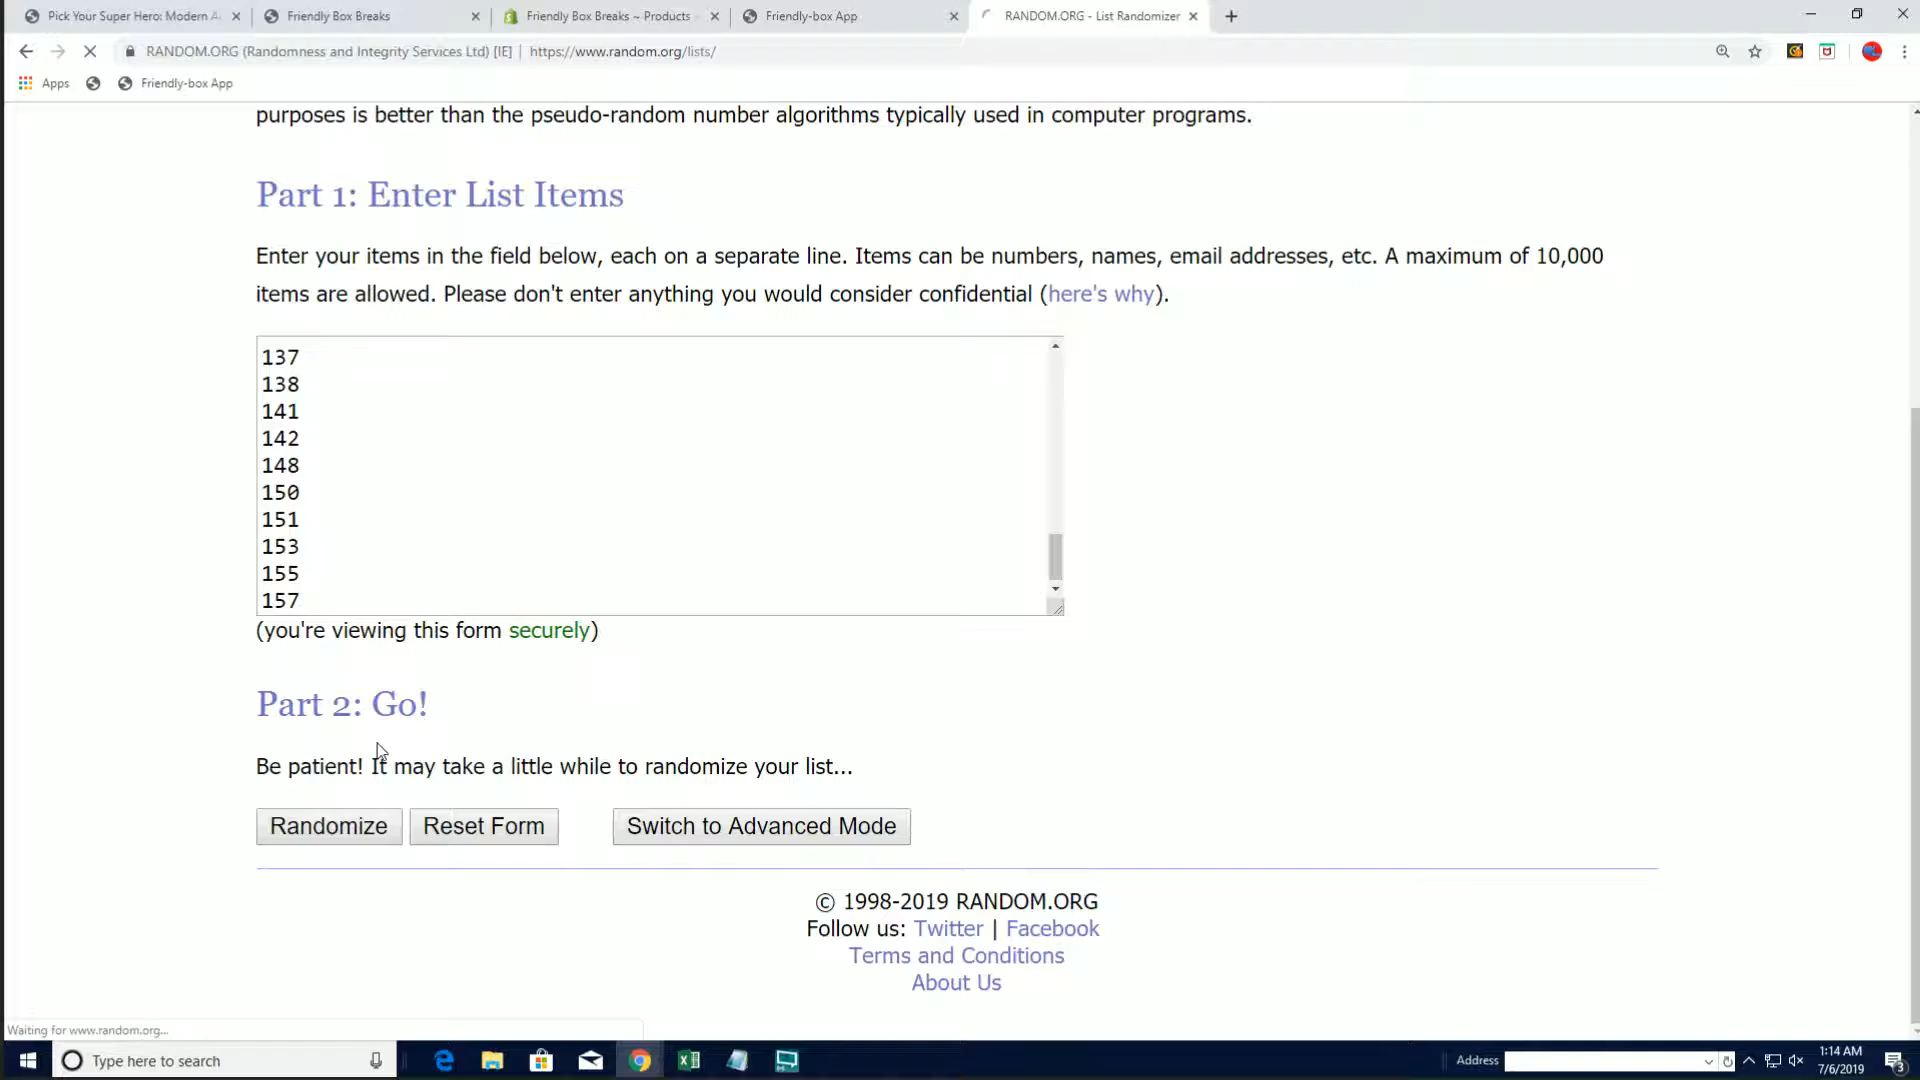 Pick Your Super Hero: Modern A
Friendly Box Breaks
Friendly Box Breaks ~ Products
Friendly-box App
RANDOM.ORG - List Randomizer
RANDOM.ORG (Randomness and Integrity Services Ltd) [IE] | https://www.random.org/lists/
Apps
Friendly-box App
purposes is better than the pseudo-random number algorithms typically used in computer programs.
Part 1: Enter List Items
Enter your items in the field below, each on a separate line. Items can be numbers, names, email addresses, etc. A maximum of 10,000
items are allowed. Please don't enter anything you would consider confidential (here's why).
137
138
141
142
148
150
151
153
155
157
(you're viewing this form securely)
Part 2: Go!
Be patient! It may take a little while to randomize your list...
Randomize
Reset Form
Switch to Advanced Mode
© 1998-2019 RANDOM.ORG
Follow us: Twitter | Facebook
Terms and Conditions
About Us
Waiting for www.random.org...
Type here to search
Address
1:14 AM
7/6/2019
3